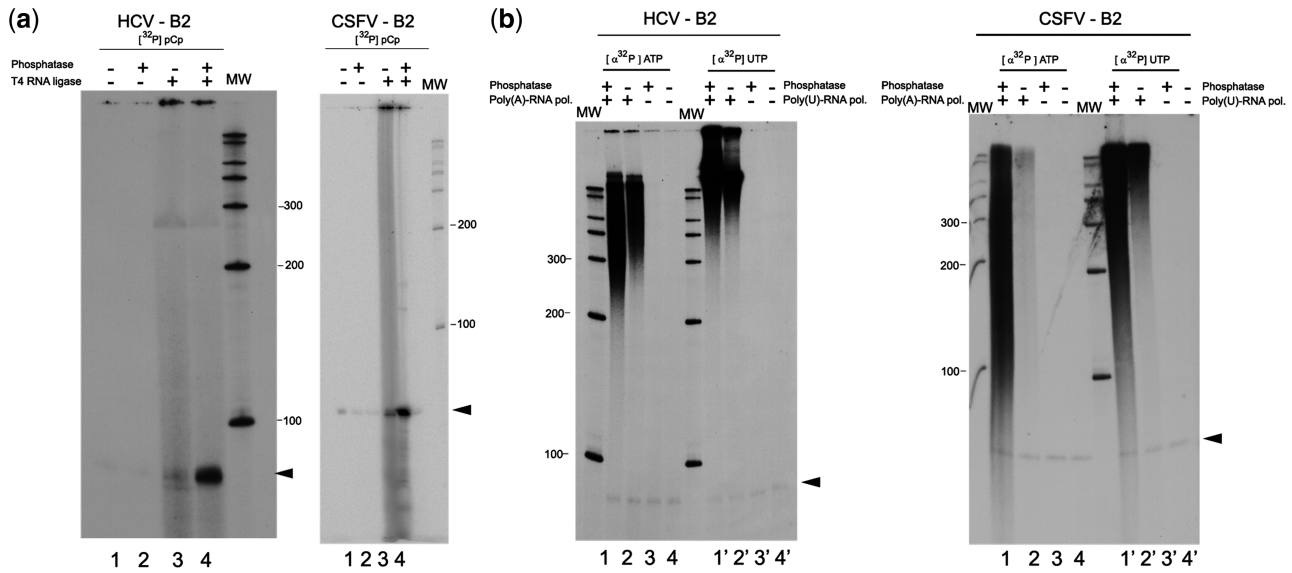 (a)
HCV - B2
[³²P] pCp
Phosphatase - + - +
T4 RNA ligase - - + + MW
-300
-200
-100
1 2 3 4
CSFV - B2
[³²P] pCp
- + - +
- - + + MW
-200
-100
1 2 3 4
(b)
HCV - B2
[α³²P] ATP [α³²P] UTP
Phosphatase + - + - + - + - Phosphatase
Poly(A)-RNA pol. + + - - + + - - Poly(U)-RNA pol.
MW MW
300-
200-
100-
1 2 3 4 1' 2' 3' 4'
CSFV - B2
[α³²P] ATP [α³²P] UTP
Phosphatase + - + - + - + - Phosphatase
Poly(A)-RNA pol. + + - - + + - - Poly(U)-RNA pol.
MW MW
300-
200-
100-
1 2 3 4 1' 2' 3' 4'